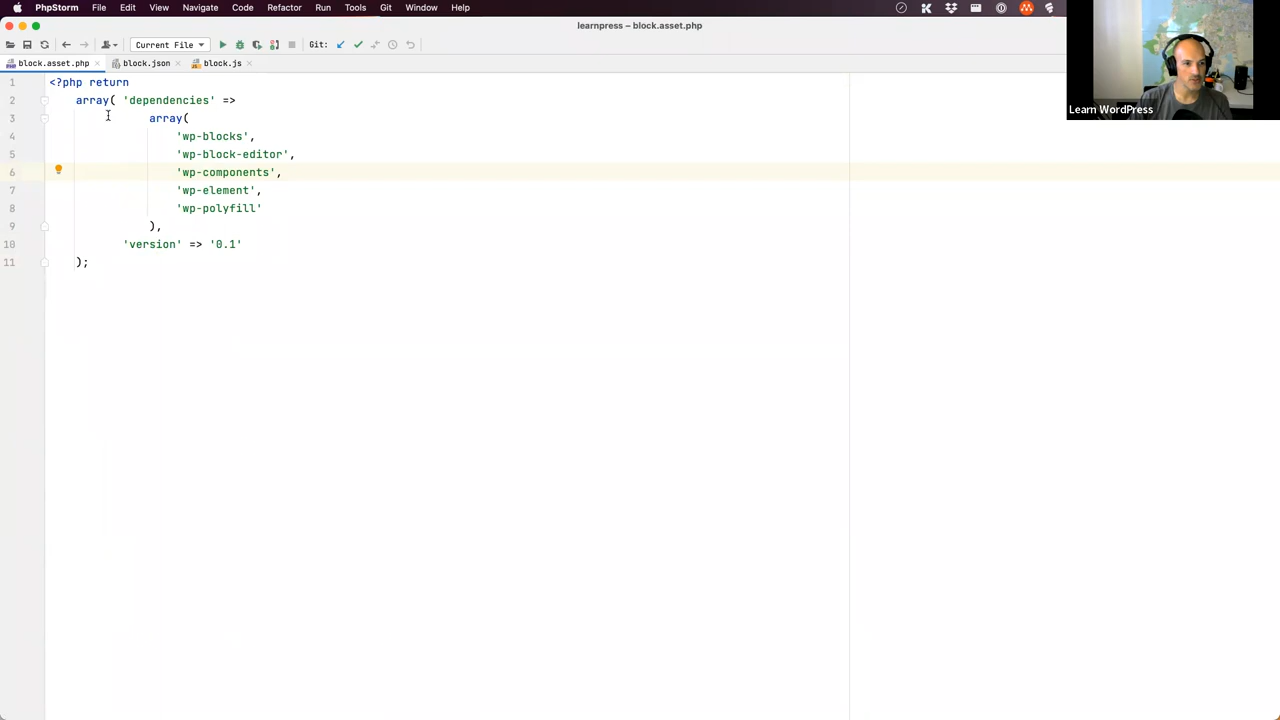 PhpStorm File Edit View Navigate Code Refactor Run Tools Git Window Help
learnpress – block.asset.php
Current File Git:
block.asset.php block.json block.js
1 <?php return
2 array( 'dependencies' =>
3 array(
4 'wp-blocks',
5 'wp-block-editor',
6 'wp-components',
7 'wp-element',
8 'wp-polyfill'
9 ),
10 'version' => '0.1'
11 );
Learn WordPress